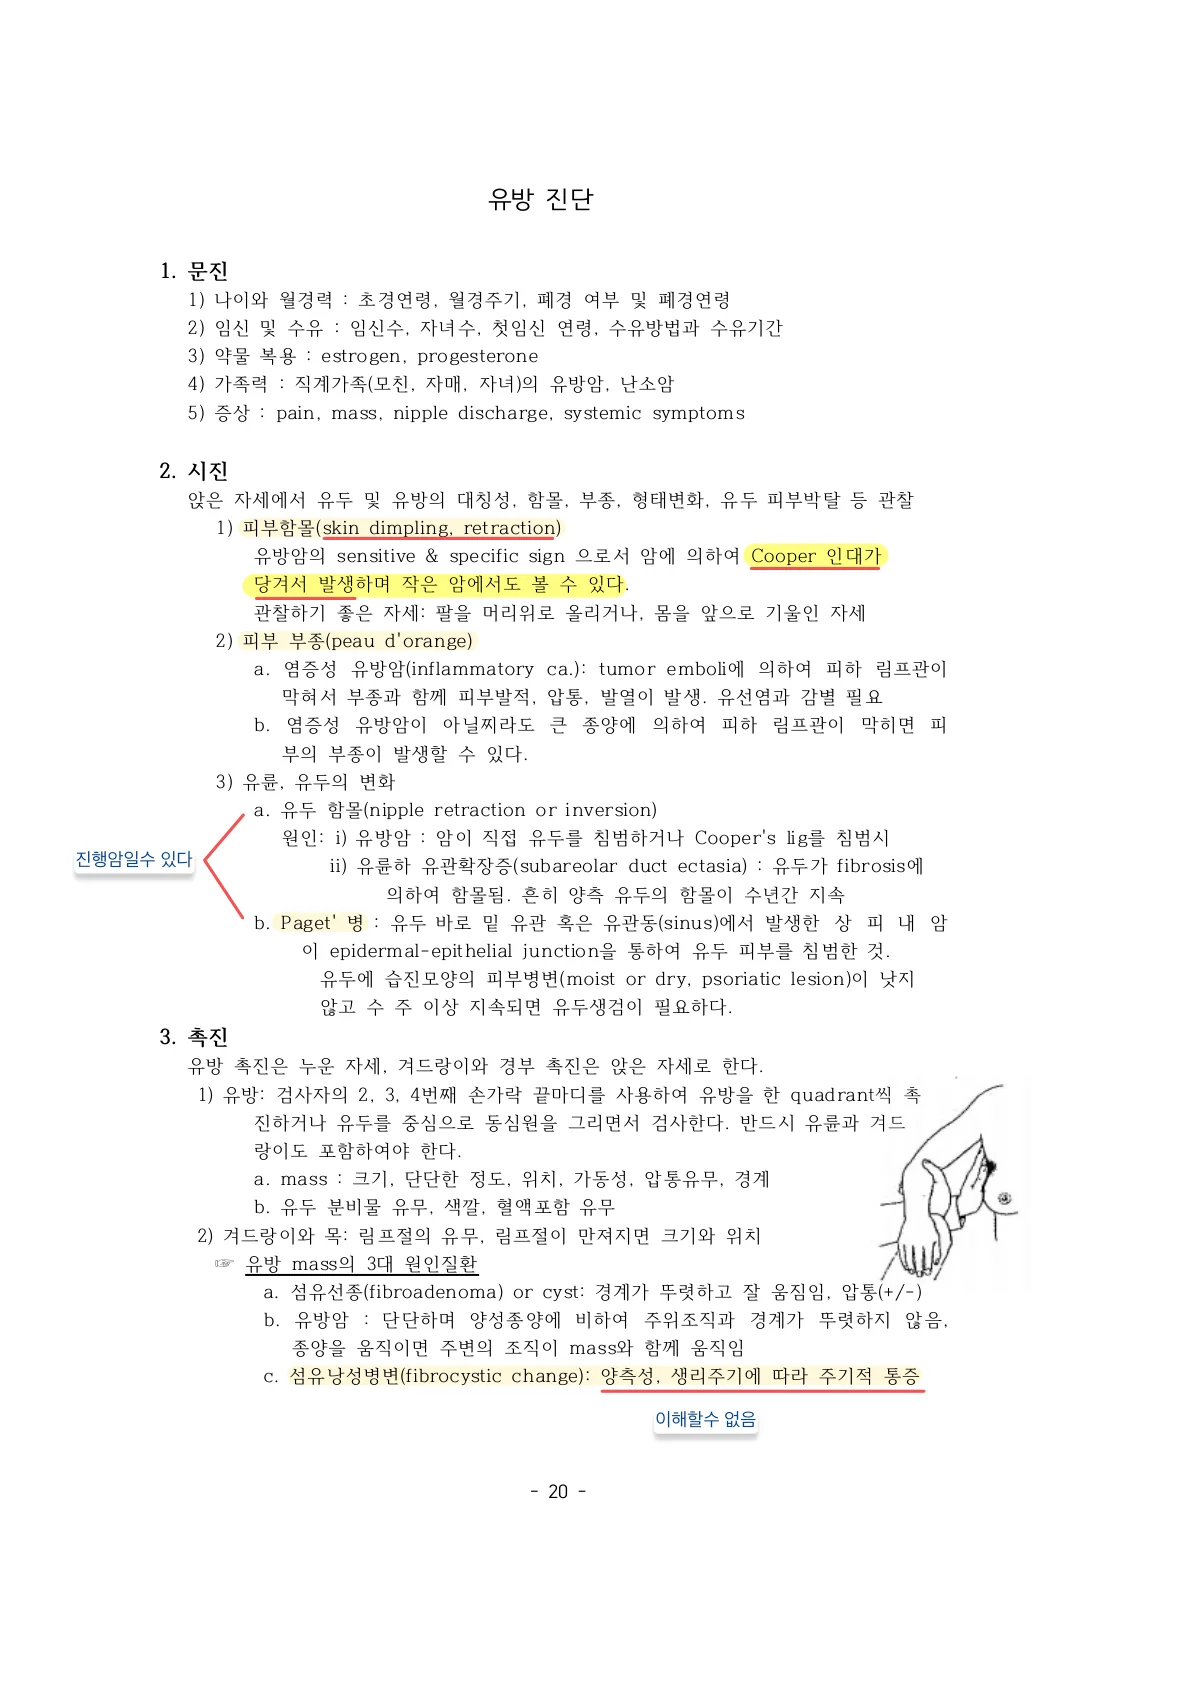 유방 진단
1. 문진
1) 나이와 월경력 : 초경연령, 월경주기, 폐경 여부 및 폐경연령
2) 임신 및 수유 : 임신수, 자녀수, 첫임신 연령, 수유방법과 수유기간
3) 약물 복용 : estrogen, progesterone
4) 가족력 : 직계가족(모친, 자매, 자녀)의 유방암, 난소암
5) 증상 : pain, mass, nipple discharge, systemic symptoms
2. 시진
앉은 자세에서 유두 및 유방의 대칭성, 함몰, 부종, 형태변화, 유두 피부박탈 등 관찰
1) 피부함몰(skin dimpling, retraction)
유방암의 sensitive & specific sign 으로서 암에 의하여 Cooper 인대가
당겨서 발생하며 작은 암에서도 볼 수 있다.
관찰하기 좋은 자세: 팔을 머리위로 올리거나, 몸을 앞으로 기울인 자세
2) 피부 부종(peau d'orange)
a. 염증성 유방암(inflammatory ca.): tumor emboli에 의하여 피하 림프관이
막혀서 부종과 함께 피부발적, 압통, 발열이 발생. 유선염과 감별 필요
b. 염증성 유방암이 아닐찌라도 큰 종양에 의하여 피하 림프관이 막히면 피
부의 부종이 발생할 수 있다.
3) 유륜, 유두의 변화
a. 유두 함몰(nipple retraction or inversion)
원인: i) 유방암 : 암이 직접 유두를 침범하거나 Cooper's lig를 침범시
진행암일수 있다
ii) 유륜하 유관확장증(subareolar duct ectasia) : 유두가 fibrosis에
의하여 함몰됨. 흔히 양측 유두의 함몰이 수년간 지속
b. Paget' 병 : 유두 바로 밑 유관 혹은 유관동(sinus)에서 발생한 상 피 내 암
이 epidermal-epithelial junction을 통하여 유두 피부를 침범한 것.
유두에 습진모양의 피부병변(moist or dry, psoriatic lesion)이 낫지
않고 수 주 이상 지속되면 유두생검이 필요하다.
3. 촉진
유방 촉진은 누운 자세, 겨드랑이와 경부 촉진은 앉은 자세로 한다.
1) 유방: 검사자의 2, 3, 4번째 손가락 끝마디를 사용하여 유방을 한 quadrant씩 촉
진하거나 유두를 중심으로 동심원을 그리면서 검사한다. 반드시 유륜과 겨드
랑이도 포함하여야 한다.
a. mass : 크기, 단단한 정도, 위치, 가동성, 압통유무, 경계
b. 유두 분비물 유무, 색깔, 혈액포함 유무
2) 겨드랑이와 목: 림프절의 유무, 림프절이 만져지면 크기와 위치
☞ 유방 mass의 3대 원인질환
a. 섬유선종(fibroadenoma) or cyst: 경계가 뚜렷하고 잘 움짐임, 압통(+/-)
b. 유방암 : 단단하며 양성종양에 비하여 주위조직과 경계가 뚜렷하지 않음,
종양을 움직이면 주변의 조직이 mass와 함께 움직임
c. 섬유낭성병변(fibrocystic change): 양측성, 생리주기에 따라 주기적 통증
이해할수 없음
- 20 -